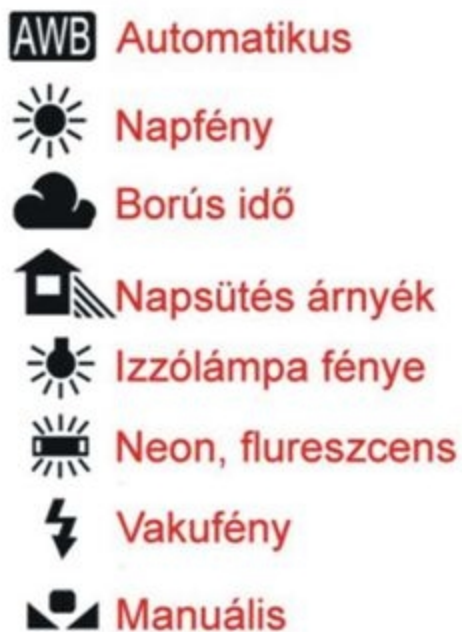 AWB Automatikus
Napfény
Borús idő
Napsütés árnyék
Izzólámpa fénye
Neon, flureszcens
Vakufény
Manuális